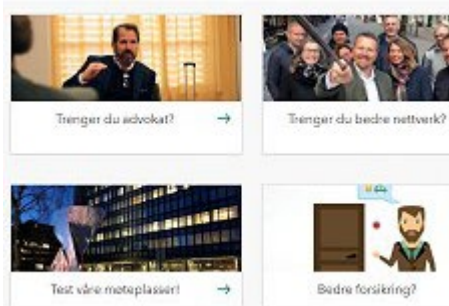 Trenger du advokat?
Trenger du bedre nettverk?
Test våre møteplasser!
Bedre forsikring?